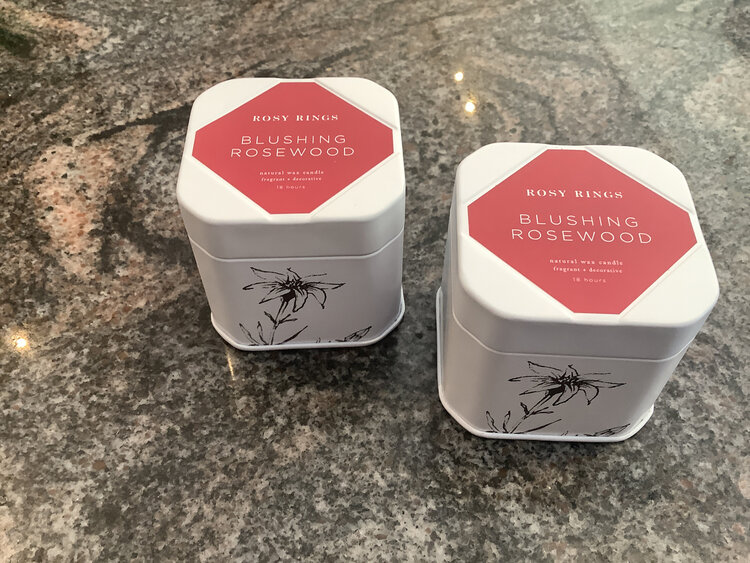 ROSY RINGS
BLUSHING
ROSEWOOD
natural wax candle
fragrant + decorative
18 hours
ROSY RINGS
BLUSHING
ROSEWOOD
natural wax candle
fragrant + decorative
18 hours